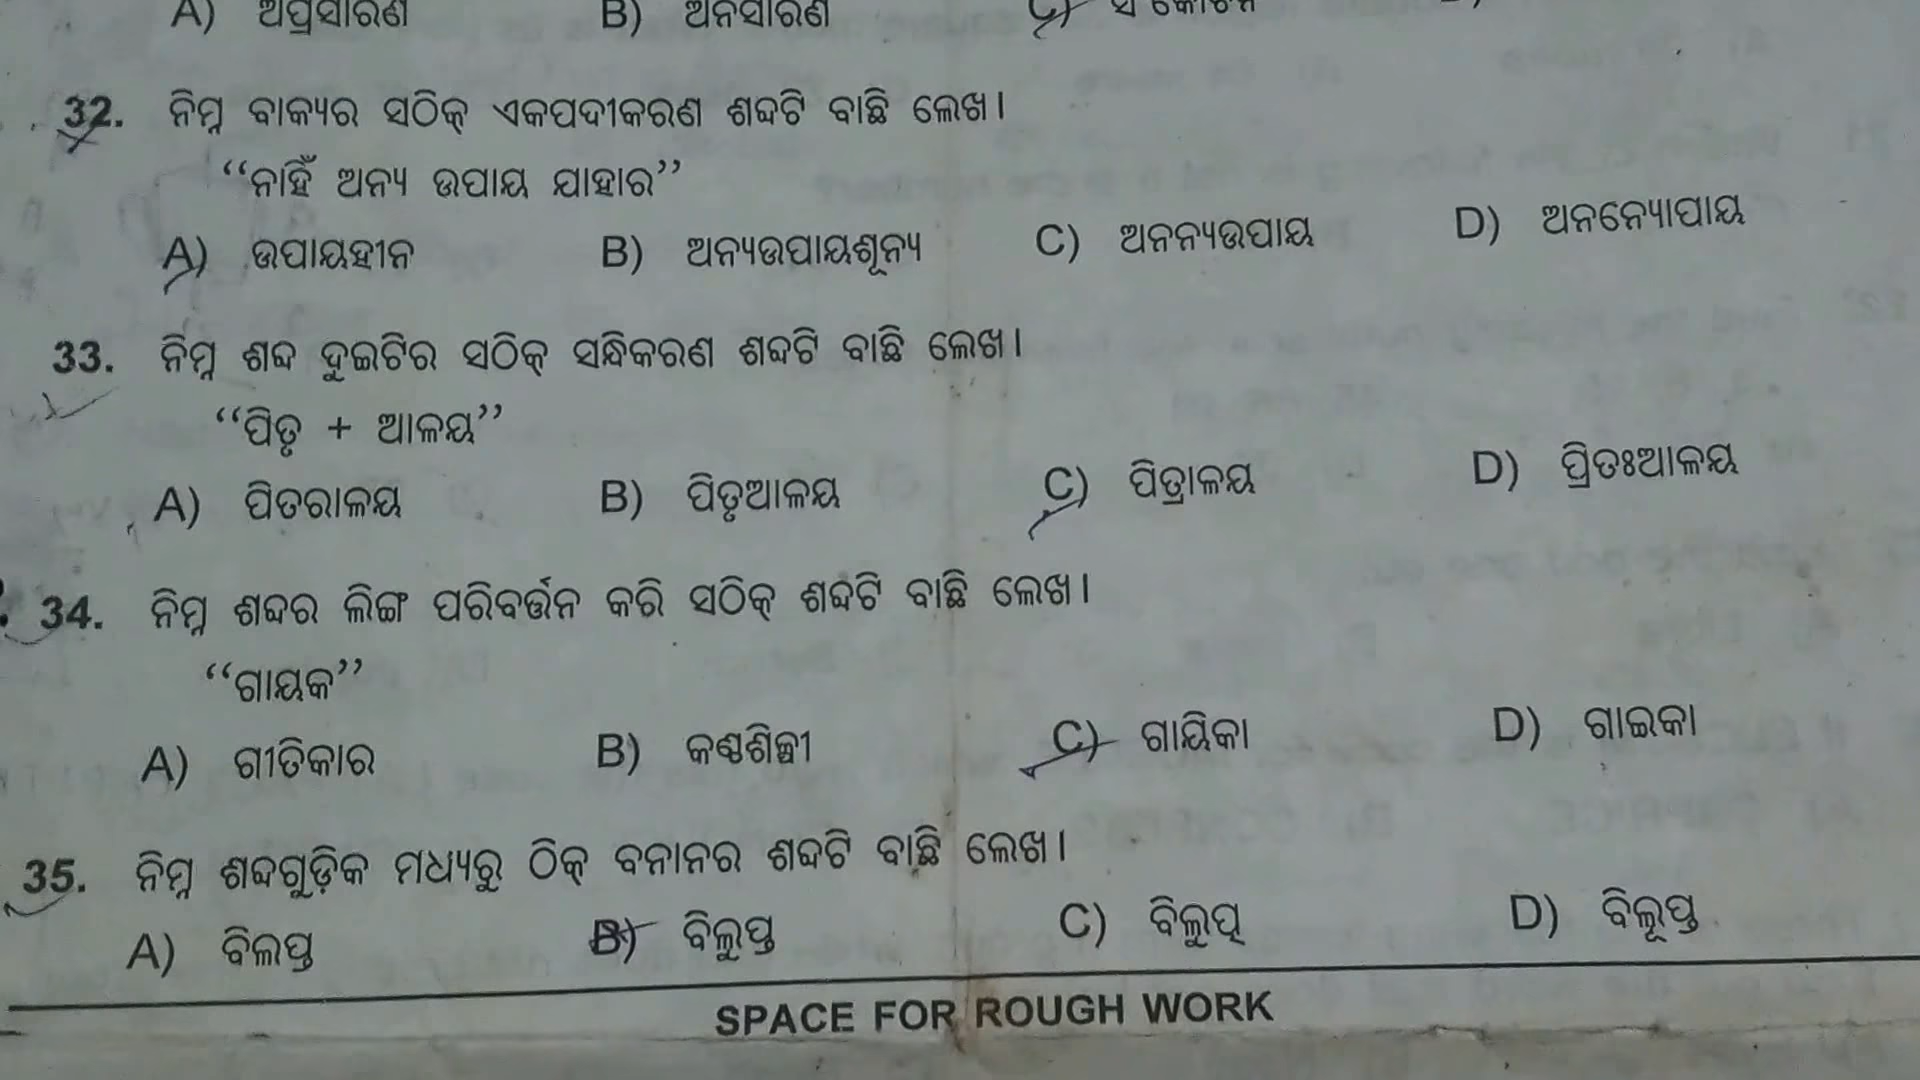 A) ଅପ୍ରସାରଣ B) ଅନସାରଣ C)
32. ନିମ୍ନ ବାକ୍ୟର ସଠିକ୍ ଏକପଦୀକରଣ ଶବ୍ଦଟି ବାଛି ଲେଖ।
‘‘ନାହିଁ ଅନ୍ୟ ଉପାୟ ଯାହାର’’
A) ଉପାୟହୀନ B) ଅନ୍ୟଉପାୟଶୂନ୍ୟ C) ଅନନ୍ୟଉପାୟ D) ଅନନ୍ୟୋପାୟ
33. ନିମ୍ନ ଶବ୍ଦ ଦୁଇଟିର ସଠିକ୍ ସନ୍ଧିକରଣ ଶବ୍ଦଟି ବାଛି ଲେଖ।
‘‘ପିତୃ + ଆଳୟ’’
A) ପିତରାଳୟ B) ପିତୃଆଳୟ C) ପିତ୍ରାଳୟ D) ପ୍ରିତଃଆଳୟ
34. ନିମ୍ନ ଶବ୍ଦର ଲିଙ୍ଗ ପରିବର୍ତ୍ତନ କରି ସଠିକ୍ ଶବ୍ଦଟି ବାଛି ଲେଖ।
‘‘ଗାୟକ’’
A) ଗୀତିକାର B) କଣ୍ଠଶିଳ୍ପୀ C) ଗାୟିକା D) ଗାଇକା
35. ନିମ୍ନ ଶବ୍ଦଗୁଡ଼ିକ ମଧ୍ୟରୁ ଠିକ୍ ବନାନର ଶବ୍ଦଟି ବାଛି ଲେଖ।
A) ବିଲପ୍ତ B) ବିଲୁପ୍ତ C) ବିଲୁତ୍ପ D) ବିଲୂପ୍ତ
SPACE FOR ROUGH WORK